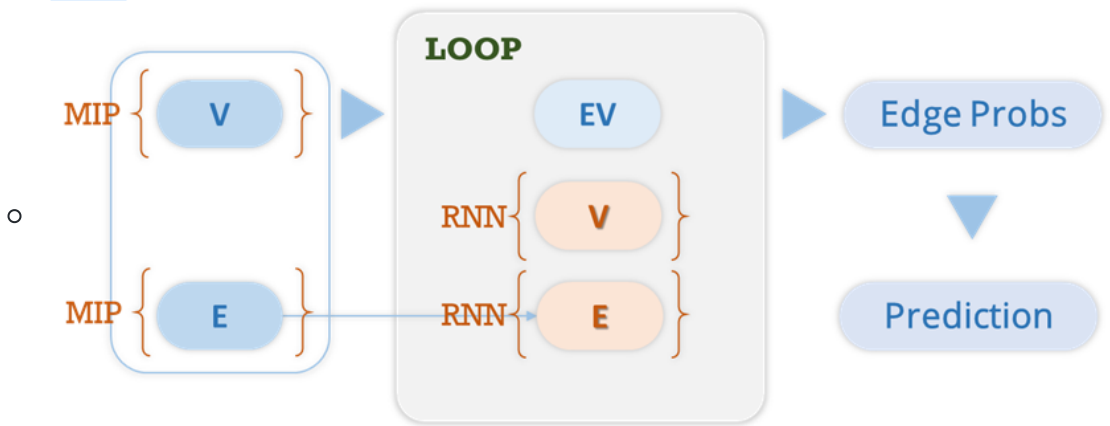 LOOP
MIP { V }
EV
Edge Probs
RNN { V }
MIP { E }
RNN { E }
Prediction